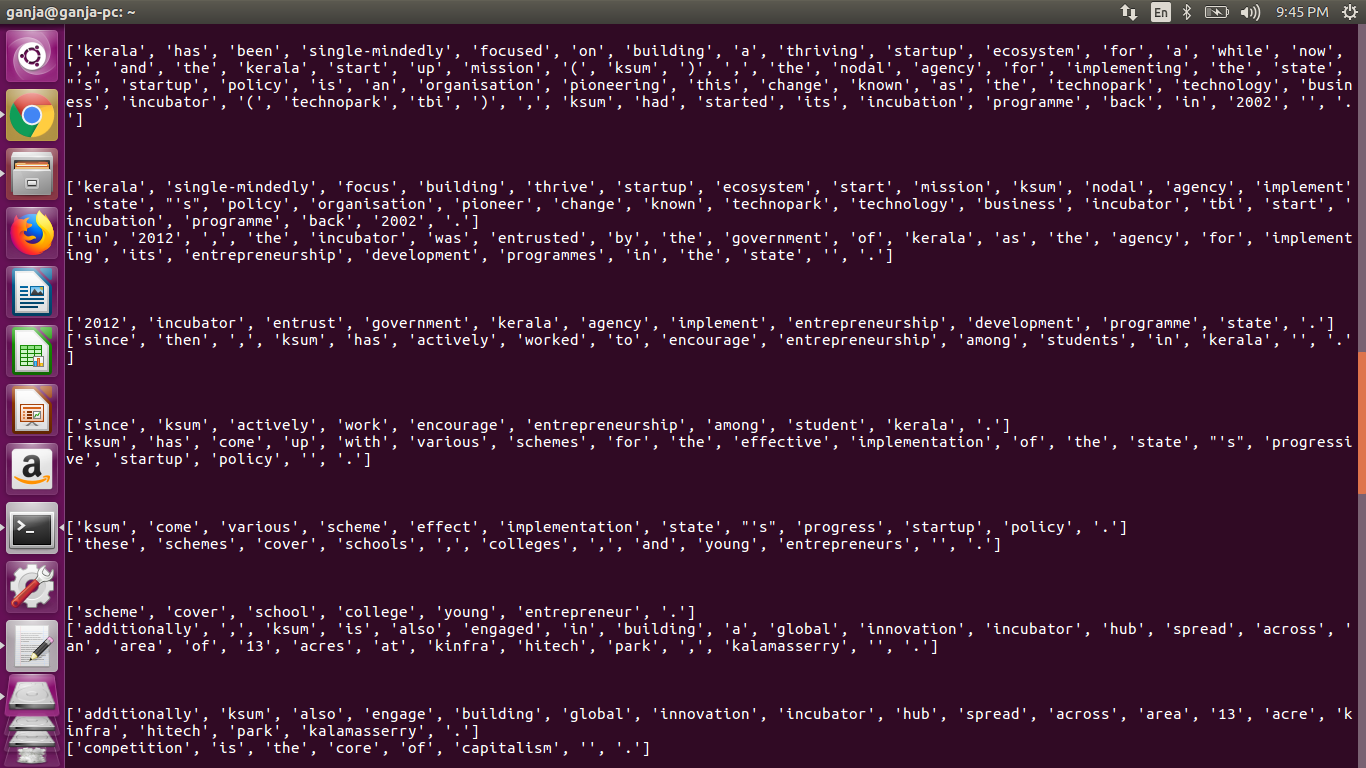 ganja@ganja-pc: ~
En
9:45 PM
['kerala', 'has', 'been', 'single-mindedly', 'focused', 'on', 'building', 'a', 'thriving', 'startup', 'ecosystem', 'for', 'a', 'while', 'now',
',', 'and', 'the', 'kerala', 'start', 'up', 'mission', '(', 'ksum', ')', ',', 'the', 'nodal', 'agency', 'for', 'implementing', 'the', 'state',
"'s", 'startup', 'policy', 'is', 'an', 'organisation', 'pioneering', 'this', 'change', 'known', 'as', 'the', 'technopark', 'technology', 'busin
ess', 'incubator', '(', 'technopark', 'tbi', ')', ',', 'ksum', 'had', 'started', 'its', 'incubation', 'programme', 'back', 'in', '2002', '', '.
']
['kerala', 'single-mindedly', 'focus', 'building', 'thrive', 'startup', 'ecosystem', 'start', 'mission', 'ksum', 'nodal', 'agency', 'implement'
, 'state', "'s", 'policy', 'organisation', 'pioneer', 'change', 'known', 'technopark', 'technology', 'business', 'incubator', 'tbi', 'start', '
incubation', 'programme', 'back', '2002', '.']
['in', '2012', ',', 'the', 'incubator', 'was', 'entrusted', 'by', 'the', 'government', 'of', 'kerala', 'as', 'the', 'agency', 'for', 'implement
ing', 'its', 'entrepreneurship', 'development', 'programmes', 'in', 'the', 'state', '', '.']
['2012', 'incubator', 'entrust', 'government', 'kerala', 'agency', 'implement', 'entrepreneurship', 'development', 'programme', 'state', '.']
['since', 'then', ',', 'ksum', 'has', 'actively', 'worked', 'to', 'encourage', 'entrepreneurship', 'among', 'students', 'in', 'kerala', '', '.'
]
['since', 'ksum', 'actively', 'work', 'encourage', 'entrepreneurship', 'among', 'student', 'kerala', '.']
['ksum', 'has', 'come', 'up', 'with', 'various', 'schemes', 'for', 'the', 'effective', 'implementation', 'of', 'the', 'state', "'s", 'progressi
ve', 'startup', 'policy', '', '.']
['ksum', 'come', 'various', 'scheme', 'effect', 'implementation', 'state', "'s", 'progress', 'startup', 'policy', '.']
['these', 'schemes', 'cover', 'schools', ',', 'colleges', ',', 'and', 'young', 'entrepreneurs', '', '.']
['scheme', 'cover', 'school', 'college', 'young', 'entrepreneur', '.']
['additionally', ',', 'ksum', 'is', 'also', 'engaged', 'in', 'building', 'a', 'global', 'innovation', 'incubator', 'hub', 'spread', 'across', '
an', 'area', 'of', '13', 'acres', 'at', 'kinfra', 'hitech', 'park', ',', 'kalamasserry', '', '.']
['additionally', 'ksum', 'also', 'engage', 'building', 'global', 'innovation', 'incubator', 'hub', 'spread', 'across', 'area', '13', 'acre', 'k
infra', 'hitech', 'park', 'kalamasserry', '.']
['competition', 'is', 'the', 'core', 'of', 'capitalism', '', '.']